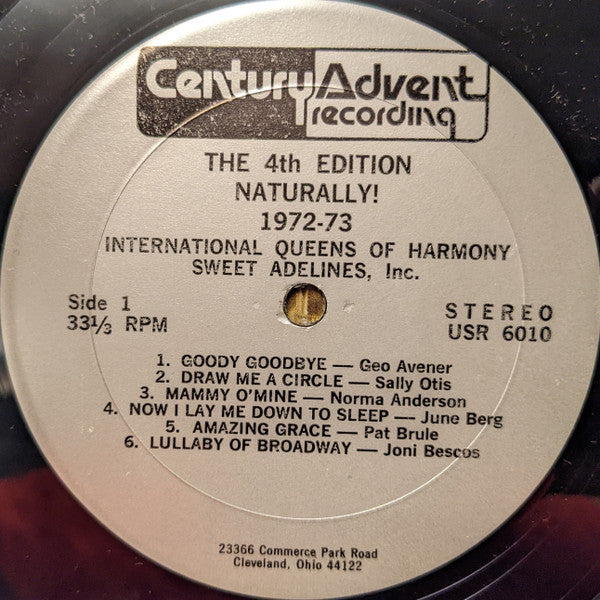 Century Advent
recording
THE 4th EDITION
NATURALLY!
1972-73
INTERNATIONAL QUEENS OF HARMONY
SWEET ADELINES, Inc.
Side 1
33⅓ RPM
STEREO
USR 6010
1. GOODY GOODBYE — Geo Avener
2. DRAW ME A CIRCLE — Sally Otis
3. MAMMY O'MINE — Norma Anderson
4. NOW I LAY ME DOWN TO SLEEP — June Berg
5. AMAZING GRACE — Pat Brule
6. LULLABY OF BROADWAY — Joni Bescos
23366 Commerce Park Road
Cleveland, Ohio 44122